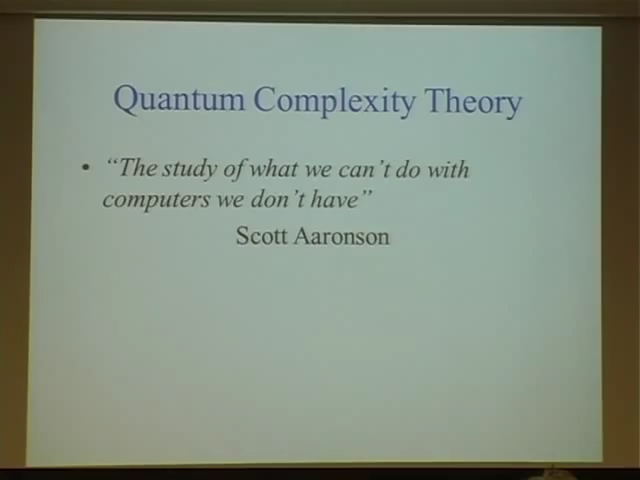 Quantum Complexity Theory
• “The study of what we can’t do with
computers we don’t have”
Scott Aaronson